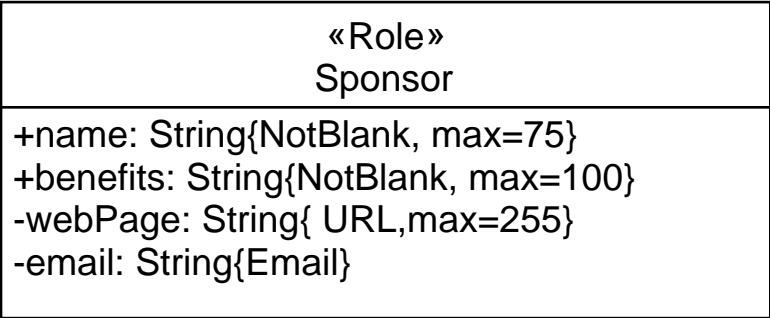 «Role»
Sponsor
+name: String{NotBlank, max=75}
+benefits: String{NotBlank, max=100}
-webPage: String{ URL,max=255}
-email: String{Email}